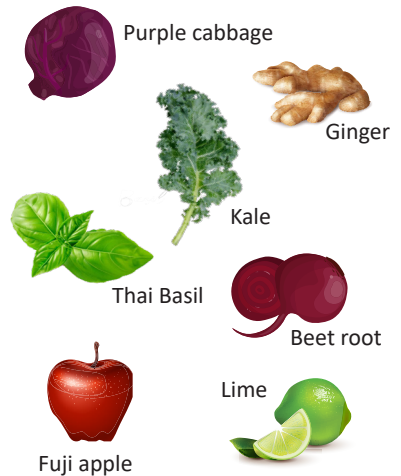 Purple cabbage
Ginger
Kale
Thai Basil
Beet root
Lime
Fuji apple